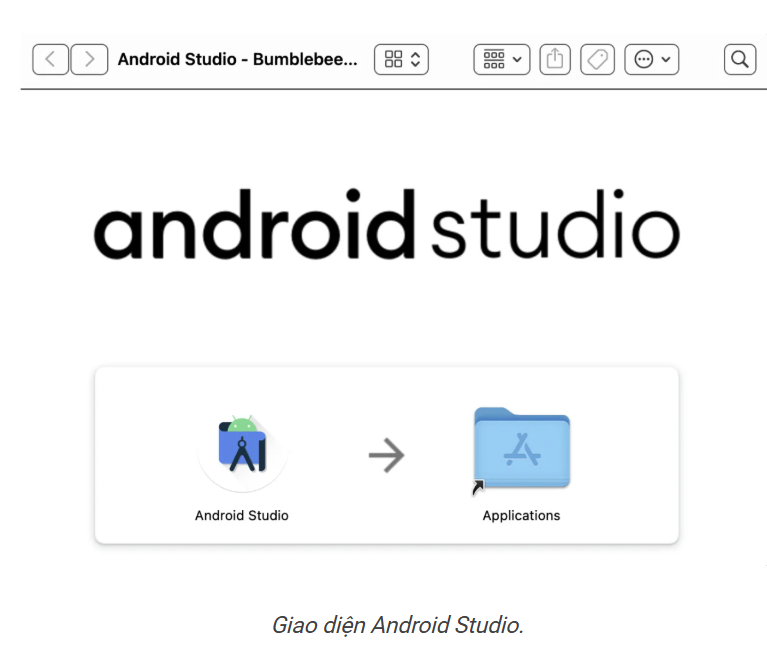 Android Studio - Bumblebee...
android studio
Android Studio
Applications
Giao diện Android Studio.